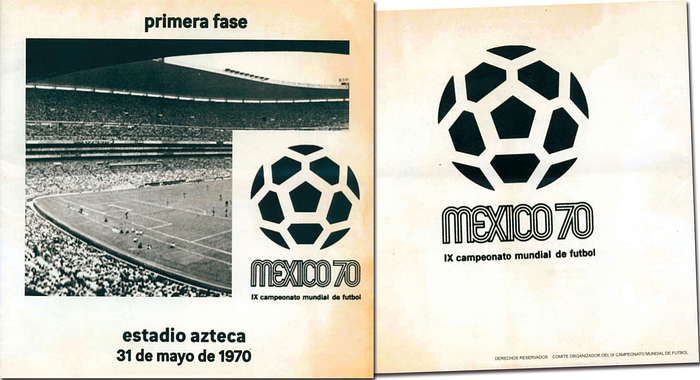 primera fase
MEXICO 70
IX campeonato mundial de futbol
estadio azteca
31 de mayo de 1970
MEXICO 70
IX campeonato mundial de futbol
DERECHOS RESERVADOS COMITE ORGANIZADOR DEL IX CAMPEONATO MUNDIAL DE FUTBOL